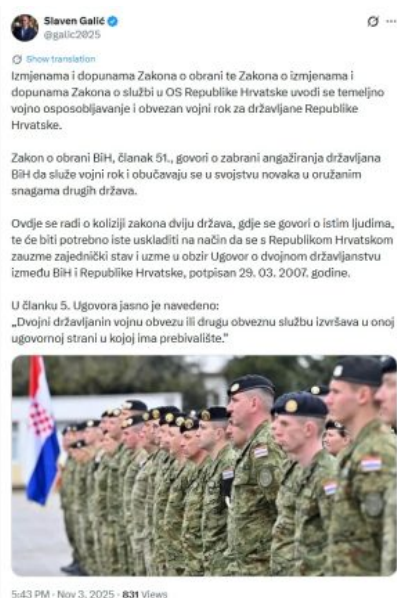 Slaven Galić
@galic2025
Show translation
Izmjenama i dopunama Zakona o obrani te Zakona o izmjenama i
dopunama Zakona o službi u OS Republike Hrvatske uvodi se temeljno
vojno osposobljavanje i obvezan vojni rok za državljane Republike
Hrvatske.
Zakon o obrani BiH, članak 51., govori o zabrani angažiranja državljana
BiH da služe vojni rok i obučavaju se u svojstvu novaka u oružanim
snagama drugih država.
Ovdje se radi o koliziji zakona dviju država, gdje se govori o istim ljudima,
te će biti potrebno iste uskladiti na način da se s Republikom Hrvatskom
zauzme zajednički stav i uzme u obzir Ugovor o dvojnom državljanstvu
između BiH i Republike Hrvatske, potpisan 29. 03. 2007. godine.
U članku 5. Ugovora jasno je navedeno:
„Dvojni državljanin vojnu obvezu ili drugu obveznu službu izvršava u onoj
ugovornoj strani u kojoj ima prebivalište.”
5:43 PM · Nov 3, 2025 · 831 Views